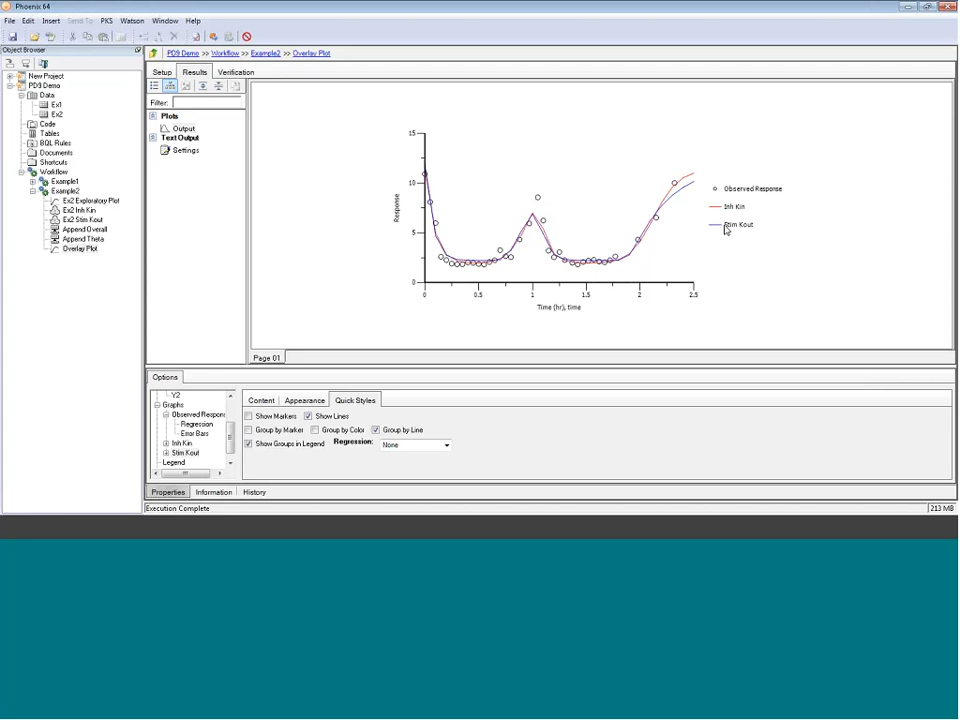 Phoenix 64
File Edit Insert Send To PKS Watson Window Help
Object Browser
PD9 Demo >> Workflow >> Example2 >> Overlay Plot
New Project
PD9 Demo
Data
Ex1
Ex2
Code
Tables
BQL Rules
Documents
Shortcuts
Workflow
Example1
Example2
Ex2 Exploratory Plot
Ex2 Inh Kin
Ex2 Stim Kout
Append Overall
Append Theta
Overlay Plot
Setup Results Verification
Filter:
Plots
Output
Text Output
Settings
15
10
5
0
Response
0 0.5 1 1.5 2 2.5
Time (hr), time
Observed Response
Inh Kin
Stim Kout
Page 01
Options
Y2
Graphs
Observed Respon
Regression
Error Bars
Inh Kin
Stim Kout
Legend
Content Appearance Quick Styles
Show Markers Show Lines
Group by Marker Group by Color Group by Line
Show Groups in Legend Regression: None
Properties Information History
Execution Complete 213 MB